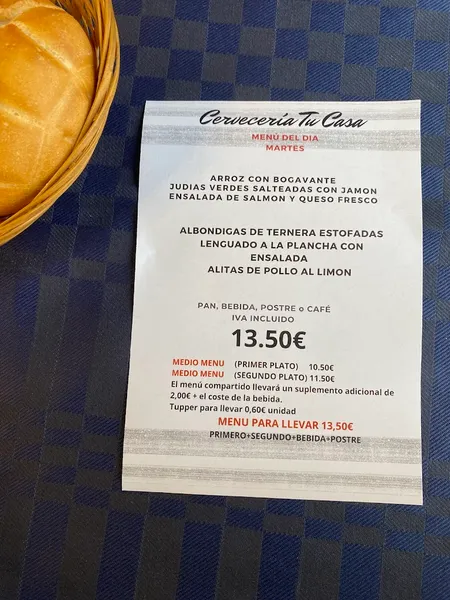 Cervecería Tu Casa
MENÚ DEL DIA
MARTES
ARROZ CON BOGAVANTE
JUDIAS VERDES SALTEADAS CON JAMON
ENSALADA DE SALMON Y QUESO FRESCO
ALBONDIGAS DE TERNERA ESTOFADAS
LENGUADO A LA PLANCHA CON
ENSALADA
ALITAS DE POLLO AL LIMON
PAN, BEBIDA, POSTRE o CAFÉ
IVA INCLUIDO
13.50€
MEDIO MENU (PRIMER PLATO) 10.50€
MEDIO MENU (SEGUNDO PLATO) 11.50€
El menú compartido llevará un suplemento adicional de
2,00€ + el coste de la bebida.
Tupper para llevar 0,60€ unidad
MENU PARA LLEVAR 13,50€
PRIMERO+SEGUNDO+BEBIDA+POSTRE